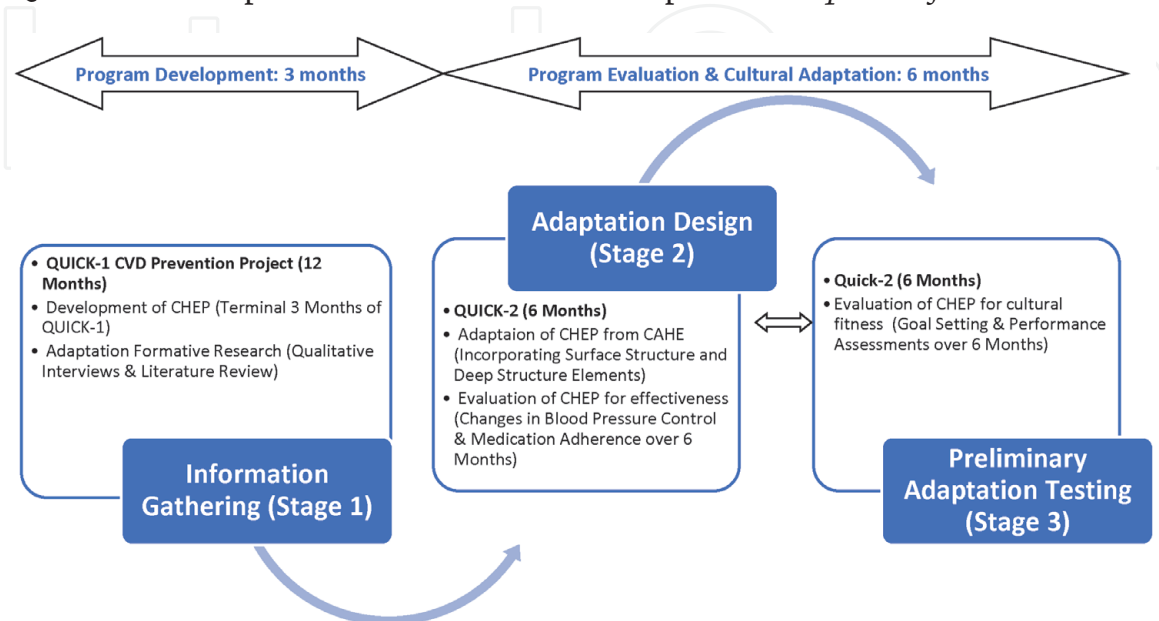 Program Development: 3 months
Program Evaluation & Cultural Adaptation: 6 months
• QUICK-1 CVD Prevention Project (12
Months)
• Development of CHEP (Terminal 3 Months of
QUICK-1)
• Adaptation Formative Research (Qualitative
Interviews & Literature Review)
Information
Gathering (Stage 1)
Adaptation Design
(Stage 2)
• QUICK-2 (6 Months)
• Adaptaion of CHEP from CAHE
(Incorporating Surface Structure and
Deep Structure Elements)
• Evaluation of CHEP for effectiveness
(Changes in Blood Pressure Control
& Medication Adherence over 6
Months)
• Quick-2 (6 Months)
• Evaluation of CHEP for cultural
fitness (Goal Setting & Performance
Assessments over 6 Months)
Preliminary
Adaptation Testing
(Stage 3)